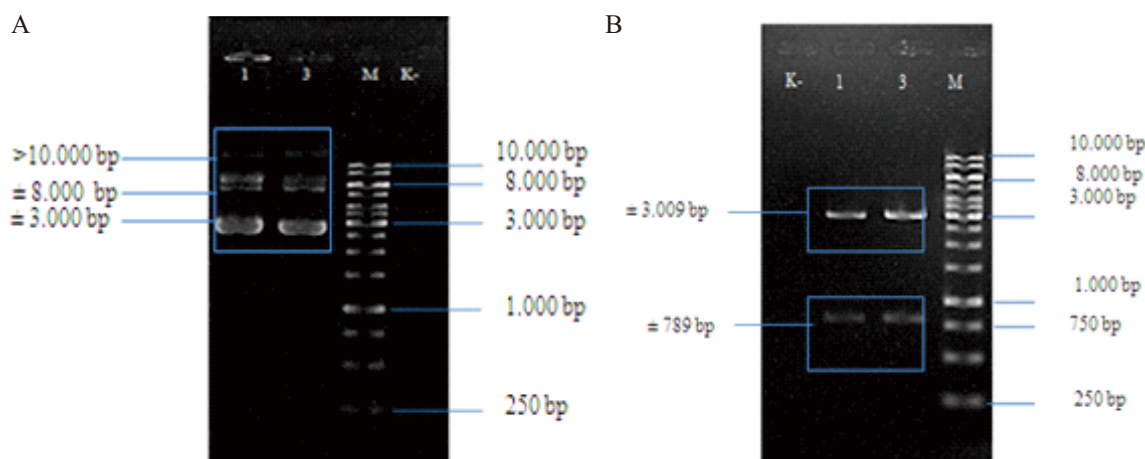 A
1 3 M K-
>10.000 bp
± 8.000 bp
± 3.000 bp
10.000 bp
8.000 bp
3.000 bp
1.000 bp
250 bp
B
K- 1 3 M
± 3.009 bp
± 789 bp
10.000 bp
8.000 bp
3.000 bp
1.000 bp
750 bp
250 bp